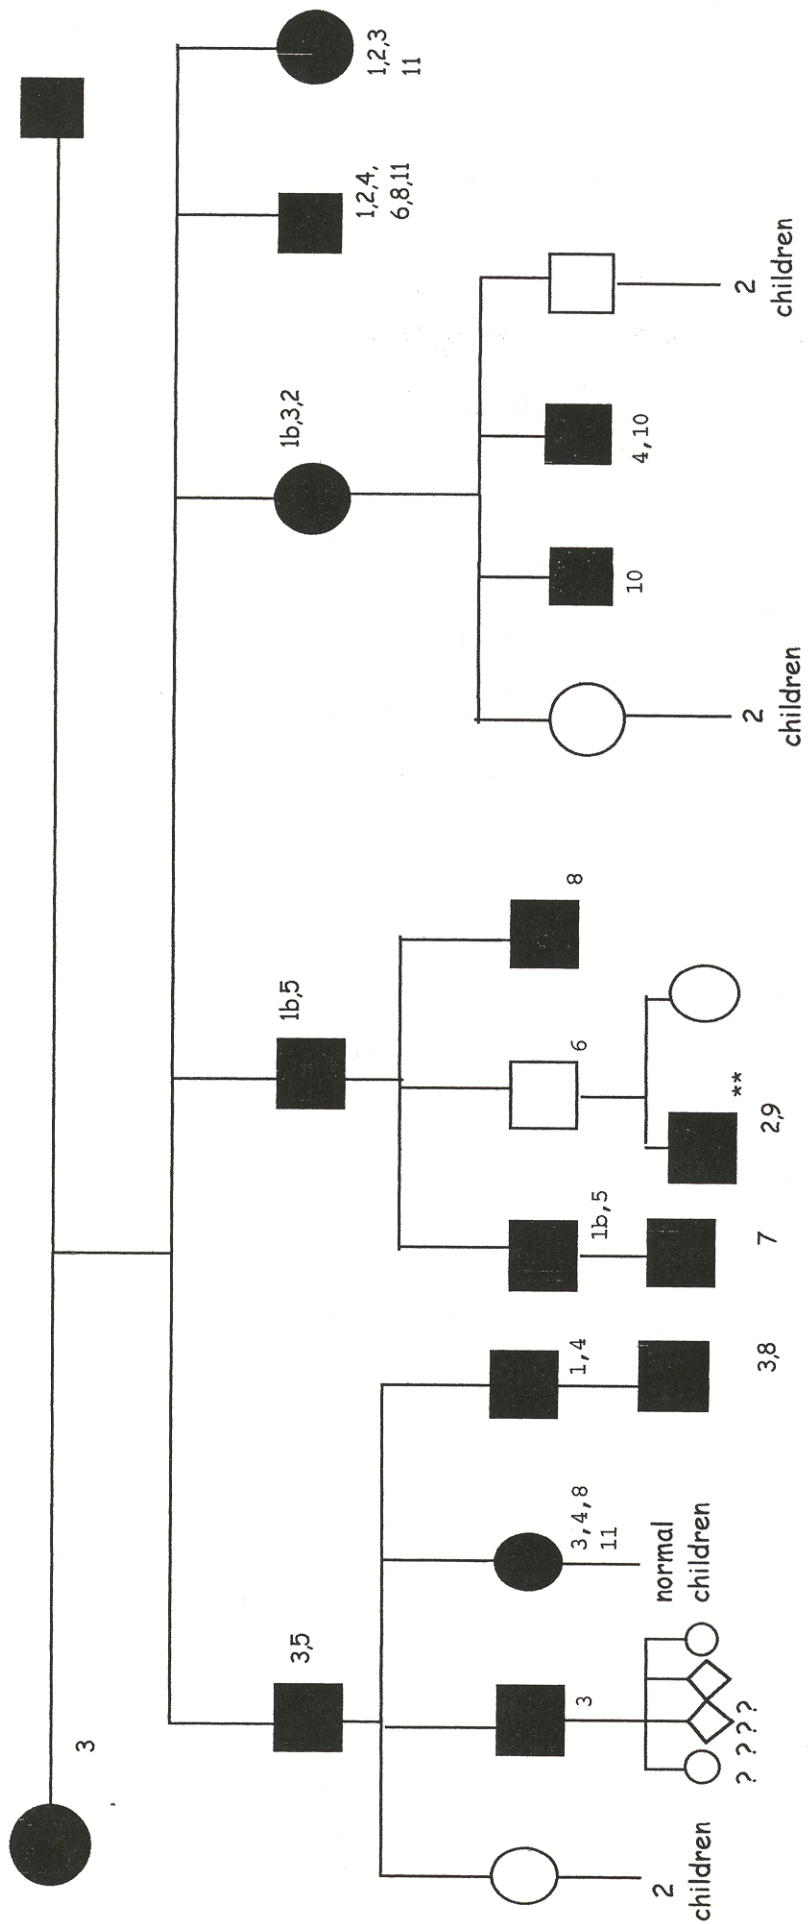 3
3,5
1b,5
1b,3,2
1,2,4,
6,8,11
1,2,3
11
2
children
3
? ? ? ?
3,4,8
11
normal
children
1,4
3,8
1b,5
7
6
2,9
**
8
2
children
10
4,10
2
children